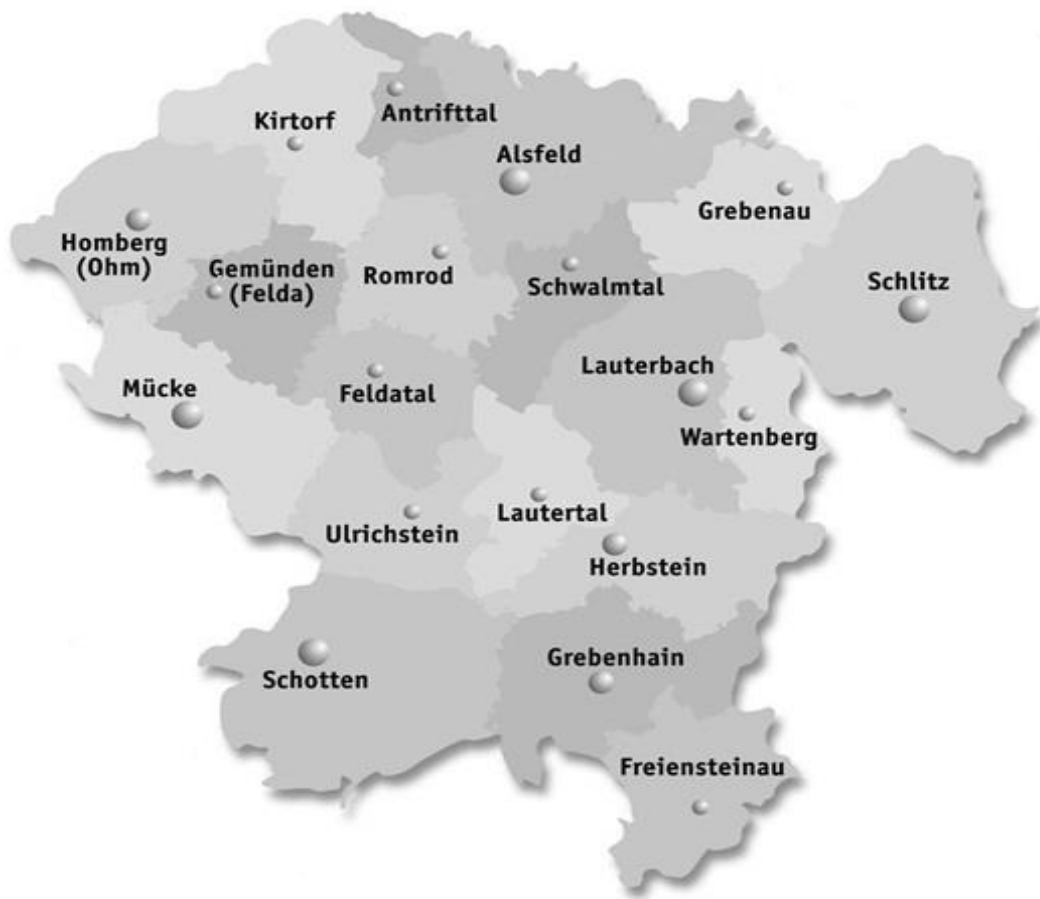 Antrifttal
Kirtorf
Alsfeld
Grebenau
Homberg
(Ohm)
Gemünden
(Felda)
Romrod
Schwalmtal
Schlitz
Mücke
Feldatal
Lauterbach
Wartenberg
Ulrichstein
Lautertal
Herbstein
Schotten
Grebenhain
Freiensteinau